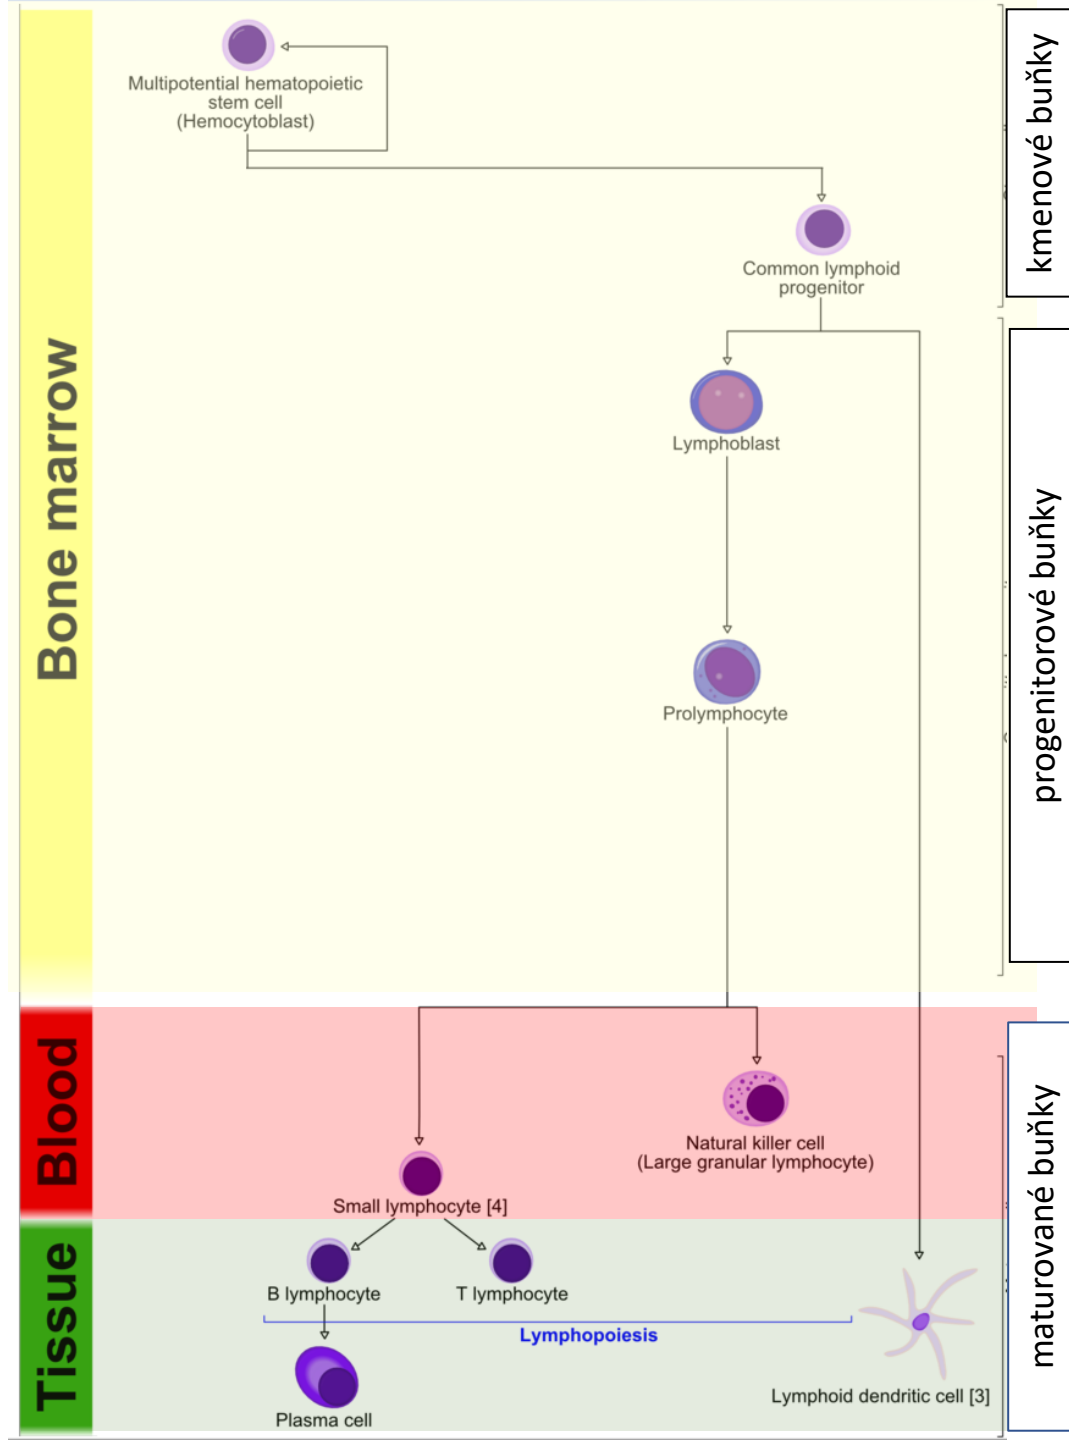 Multipotential hematopoietic
stem cell
(Hemocytoblast)
Common lymphoid
progenitor
Lymphoblast
Prolymphocyte
Natural killer cell
(Large granular lymphocyte)
Small lymphocyte [4]
B lymphocyte
T lymphocyte
Lymphopoiesis
Plasma cell
Lymphoid dendritic cell [3]
Bone marrow
Blood
Tissue
kmenové buňky
progenitorové buňky
maturované buňky